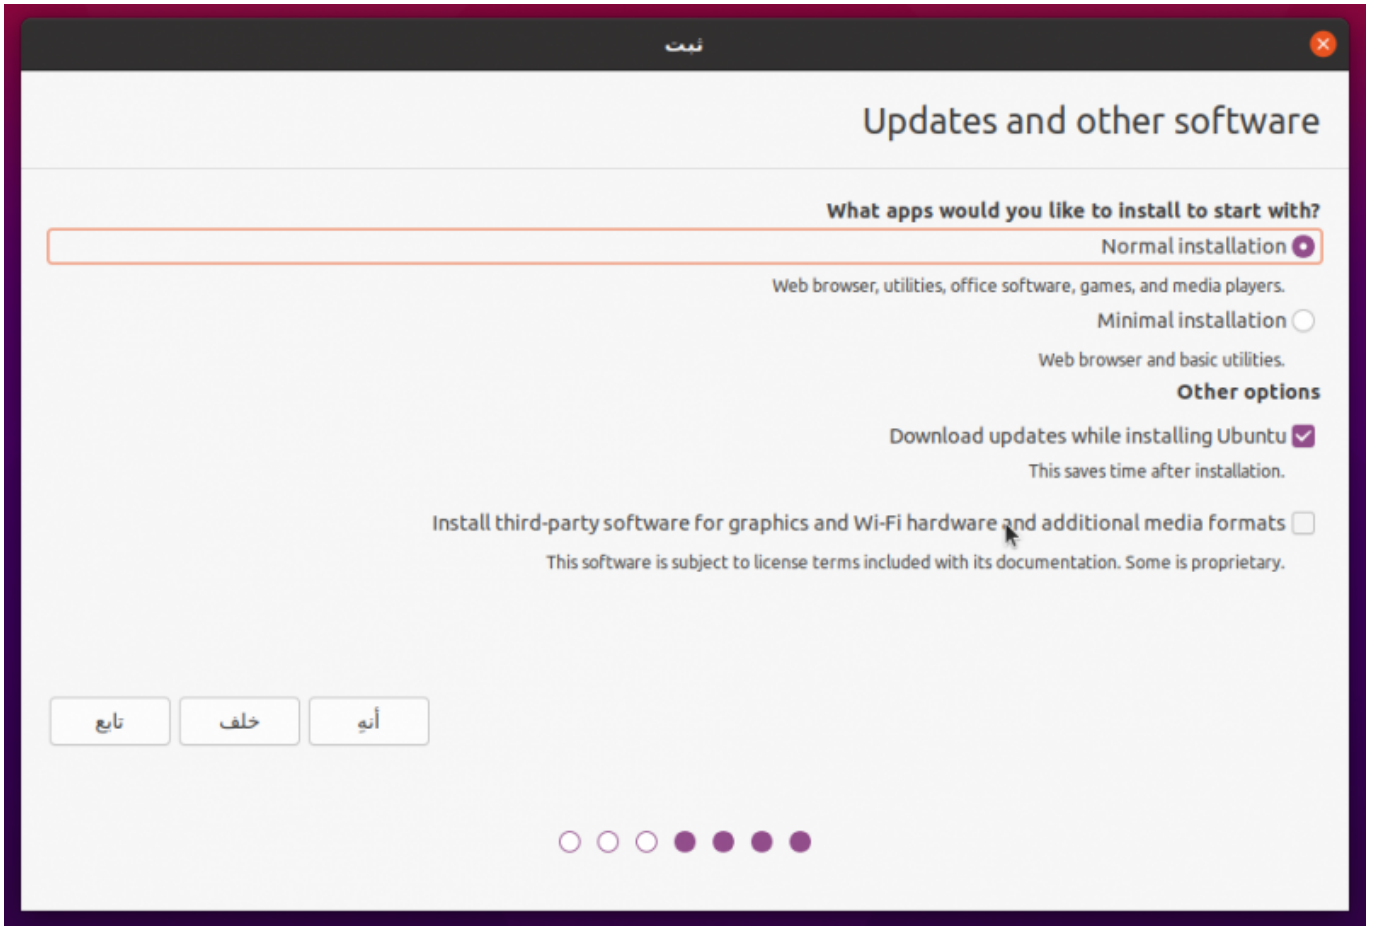 ثبت
Updates and other software
What apps would you like to install to start with?
Normal installation
Web browser, utilities, office software, games, and media players.
Minimal installation
Web browser and basic utilities.
Other options
Download updates while installing Ubuntu
This saves time after installation.
Install third-party software for graphics and Wi-Fi hardware and additional media formats
This software is subject to license terms included with its documentation. Some is proprietary.
أنهِ خلف تابع